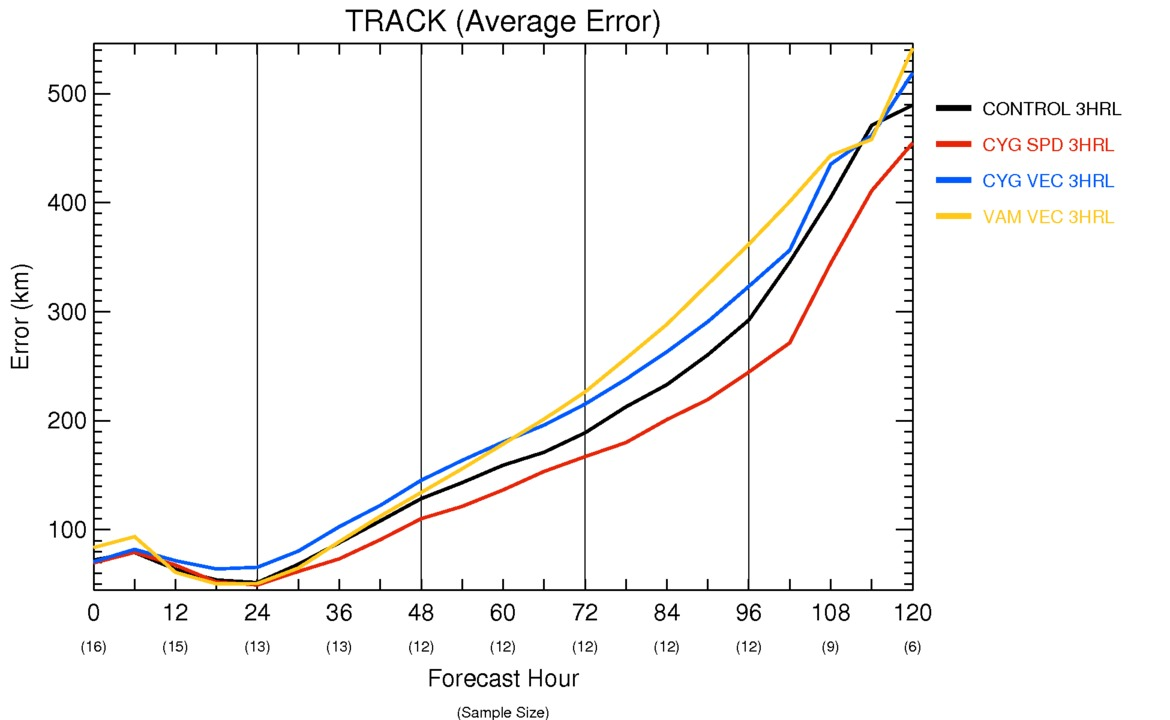 TRACK (Average Error)
500
400
300
200
100
Error (km)
CONTROL 3HRL
CYG SPD 3HRL
CYG VEC 3HRL
VAM VEC 3HRL
0 12 24 36 48 60 72 84 96 108 120
(16) (15) (13) (13) (12) (12) (12) (12) (12) (9) (6)
Forecast Hour
(Sample Size)